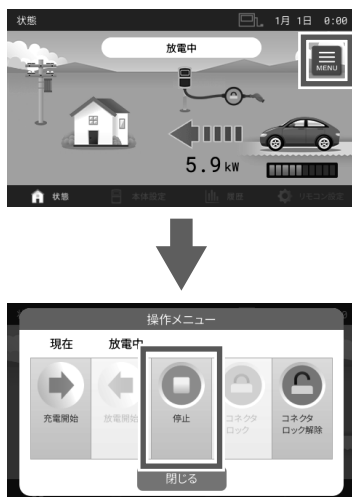 状態 1月 1日 0:00
放電中
MENU
5.9 kW
状態 本体設定 履歴 リモコン設定
操作メニュー
現在 放電中
充電開始 放電開始 停止 コネクタ
ロック コネクタ
ロック解除
閉じる